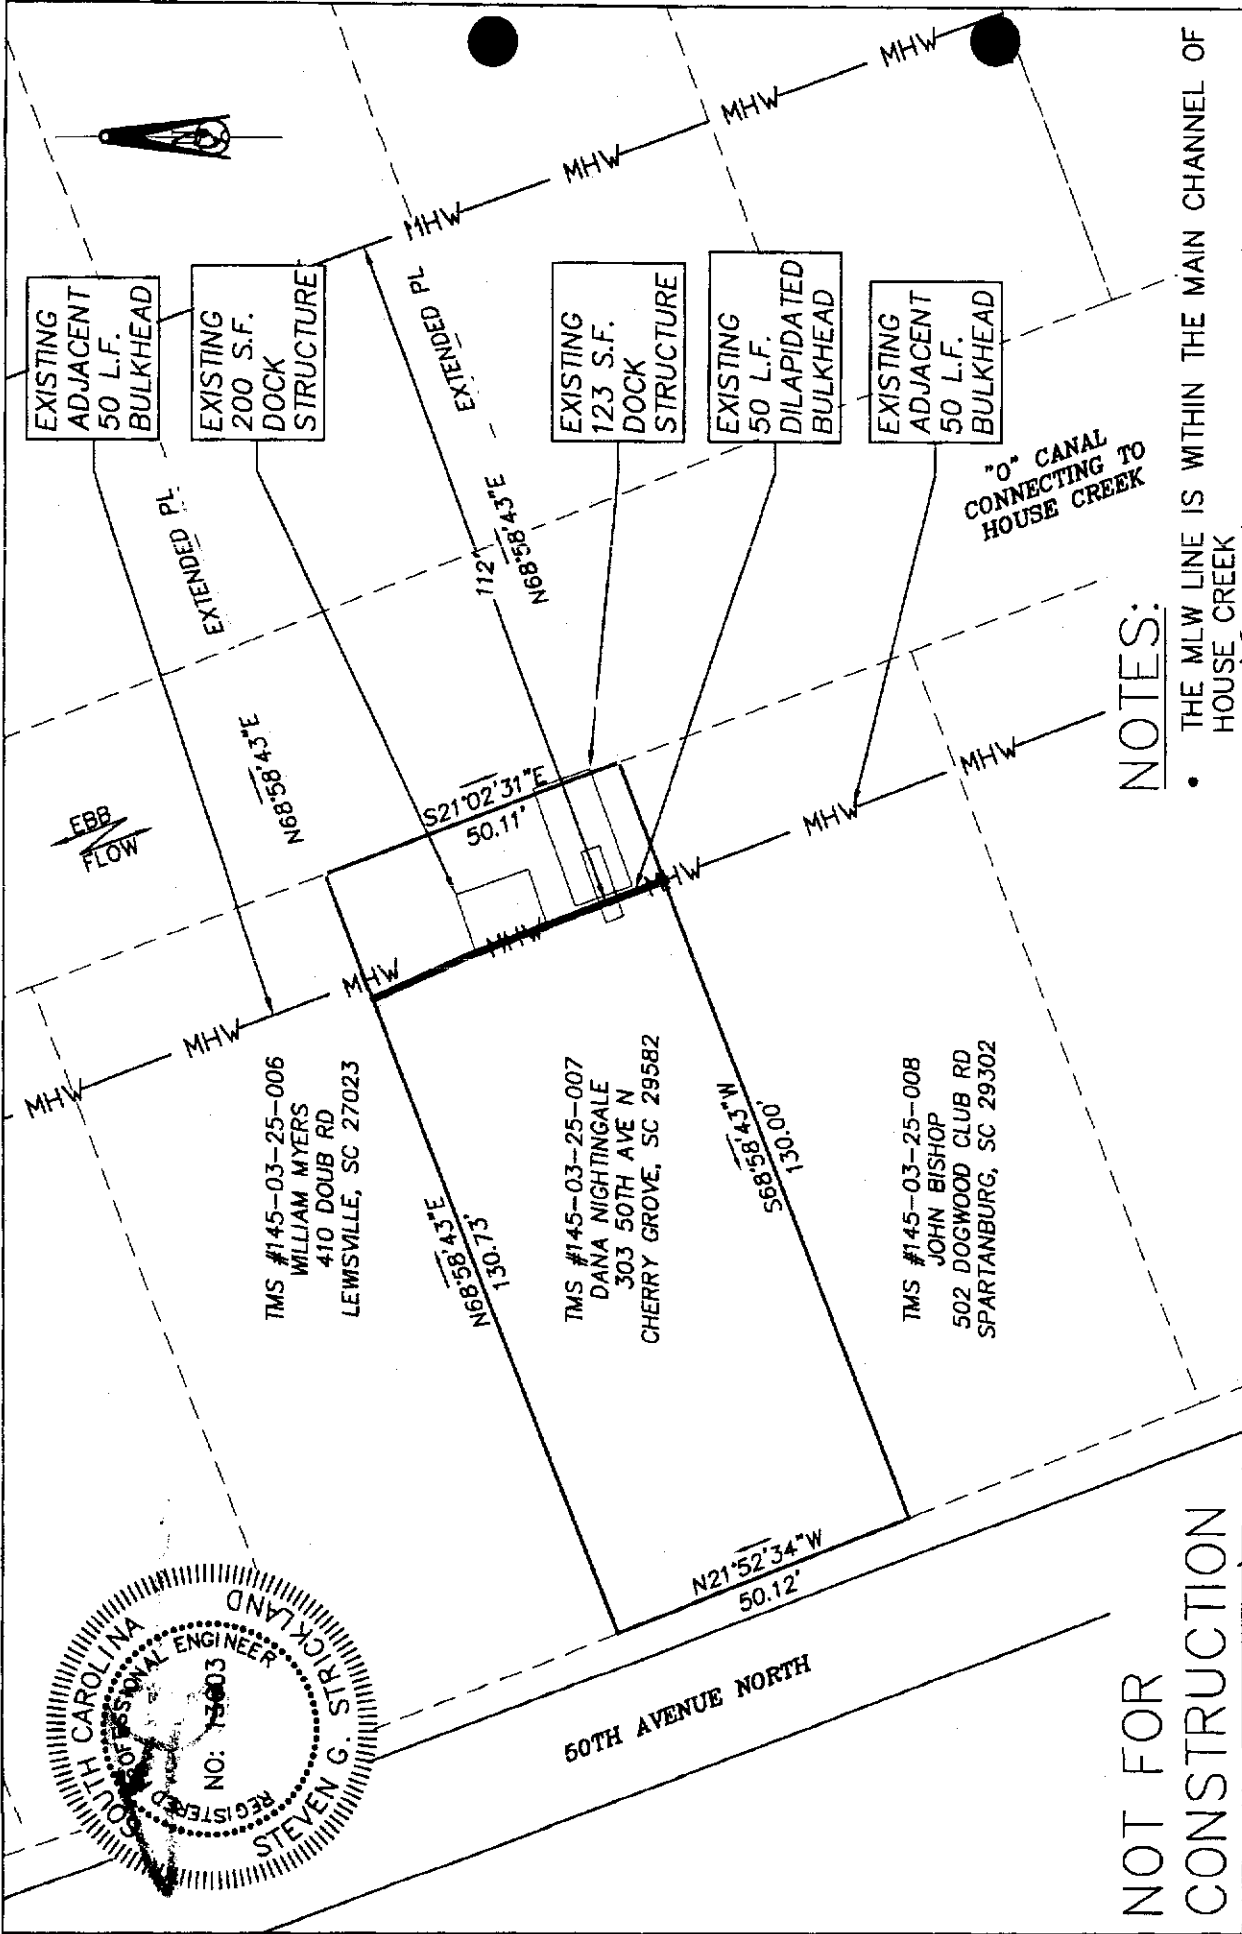 EXISTING
ADJACENT
50 L.F.
BULKHEAD
EXISTING
200 S.F.
DOCK
STRUCTURE
EXISTING
123 S.F.
DOCK
STRUCTURE
EXISTING
50 L.F.
DILAPIDATED
BULKHEAD
EXISTING
ADJACENT
50 L.F.
BULKHEAD
MHW
MHW
MHW
MHW
MHW
EXTENDED PL
EXTENDED PL
112'
N68°58'43"E
N68°58'43"E
"O" CANAL
CONNECTING TO
HOUSE CREEK
EBB
FLOW
S21°02'31"E
50.11'
MHW
MHW
MHW
MHW
MHW
MHW
MHW
TMS #145-03-25-006
WILLIAM MYERS
410 DOUB RD
LEWISVILLE, SC 27023
N68°58'43"E
130.73'
TMS #145-03-25-007
DANA NIGHTINGALE
303 50TH AVE N
CHERRY GROVE, SC 29582
S68°58'43"W
130.00'
TMS #145-03-25-008
JOHN BISHOP
502 DOGWOOD CLUB RD
SPARTANBURG, SC 29302
N21°52'34"W
50.12'
50TH AVENUE NORTH
SOUTH CAROLINA
REGISTERED PROFESSIONAL ENGINEER
NO:
STEVEN G. STRICKLAND
NOT FOR
CONSTRUCTION
NOTES:
• THE MLW LINE IS WITHIN THE MAIN CHANNEL OF
HOUSE CREEK